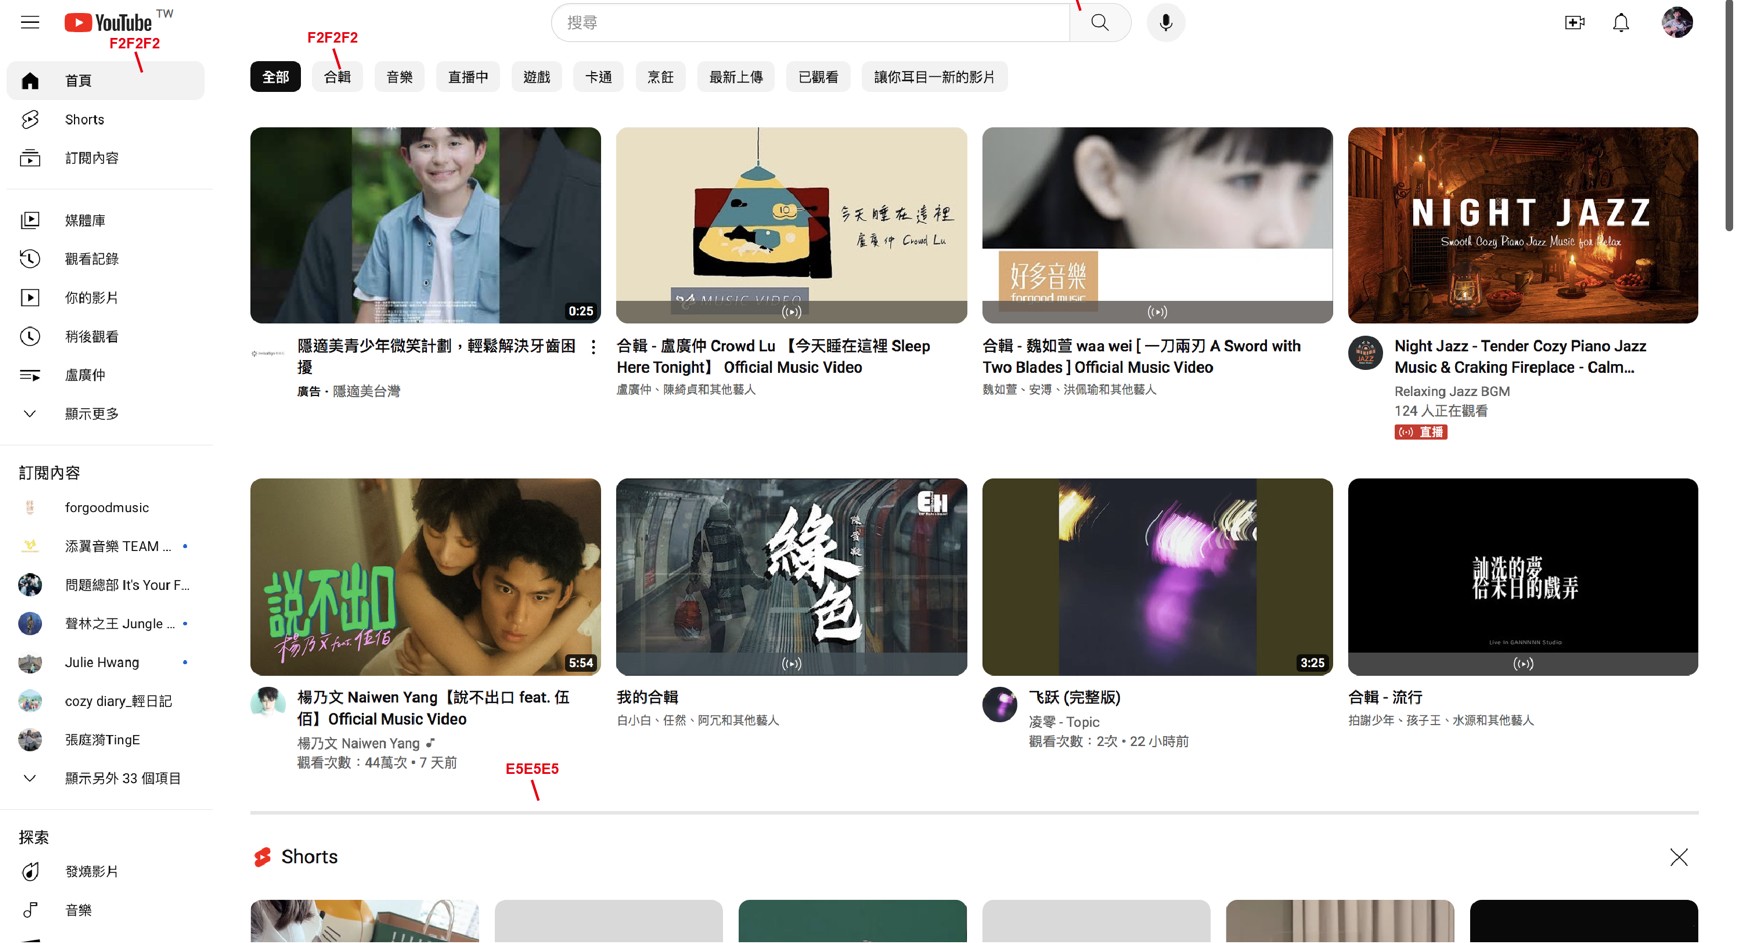 YouTube TW
F2F2F2
F2F2F2
搜尋
首頁
Shorts
訂閱內容
媒體庫
觀看記錄
你的影片
稍後觀看
盧廣仲
顯示更多
訂閱內容
forgoodmusic
添翼音樂 TEAM ...
問題總部 It's Your F...
聲林之王 Jungle ...
Julie Hwang
cozy diary_輕日記
張庭漪TingE
顯示另外 33 個項目
探索
發燒影片
音樂
全部 合輯 音樂 直播中 遊戲 卡通 烹飪 最新上傳 已觀看 讓你耳目一新的影片
0:25
隱適美青少年微笑計劃，輕鬆解決牙齒困
擾
廣告・隱適美台灣
今天睡在這裡
盧廣仲 Crowd Lu
MUSIC VIDEO
合輯 - 盧廣仲 Crowd Lu 【今天睡在這裡 Sleep
Here Tonight】 Official Music Video
盧廣仲、陳綺貞和其他藝人
好多音樂
forgood music
合輯 - 魏如萱 waa wei [ 一刀兩刃 A Sword with
Two Blades ] Official Music Video
魏如萱、安溥、洪佩瑜和其他藝人
NIGHT JAZZ
Smooth Cozy Piano Jazz Music for Relax
NIGHT JAZZ
Night Jazz - Tender Cozy Piano Jazz
Music & Craking Fireplace - Calm...
Relaxing Jazz BGM
124 人正在觀看
直播
說不出口
楊乃文 feat. 伍佰
5:54
楊乃文 Naiwen Yang【說不出口 feat. 伍
佰】Official Music Video
楊乃文 Naiwen Yang
觀看次數：44萬次 • 7 天前
EH
綠色
陳雪凝
我的合輯
白小白、任然、阿冗和其他藝人
3:25
飞跃 (完整版)
凌零 - Topic
觀看次數：2次 • 22 小時前
訕洗的夢
恰來日的戲弄
Live in GANNNNN Studio
合輯 - 流行
拍謝少年、孩子王、水源和其他藝人
E5E5E5
Shorts